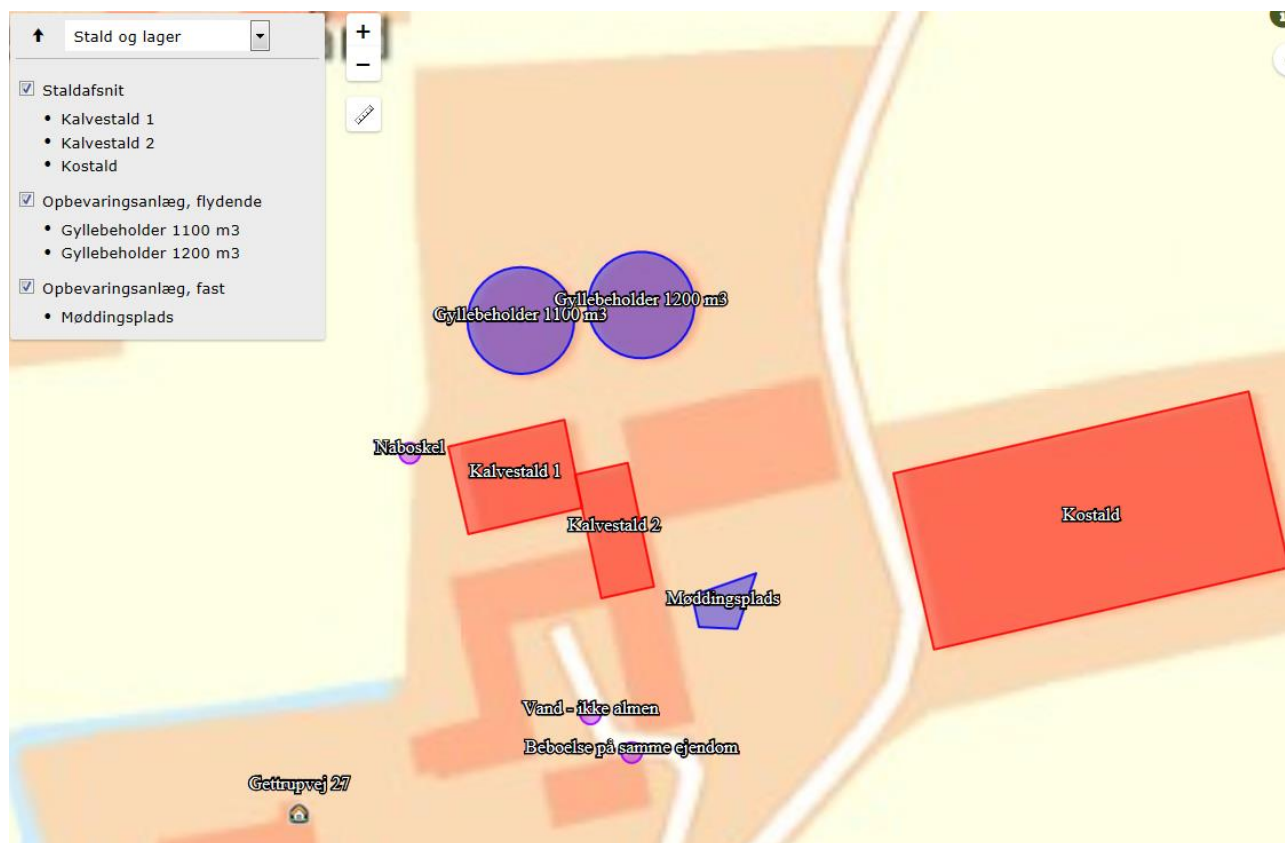 Stald og lager
Staldafsnit
Kalvestald 1
Kalvestald 2
Kostald
Opbevaringsanlæg, flydende
Gyllebeholder 1100 m3
Gyllebeholder 1200 m3
Opbevaringsanlæg, fast
Møddingsplads
+
−
Gyllebeholder 1200 m3
Gyllebeholder 1100 m3
Naboskel
Kalvestald 1
Kalvestald 2
Kostald
Møddingsplads
Vand - ikke almen
Beboelse på samme ejendom
Gettrupvej 27